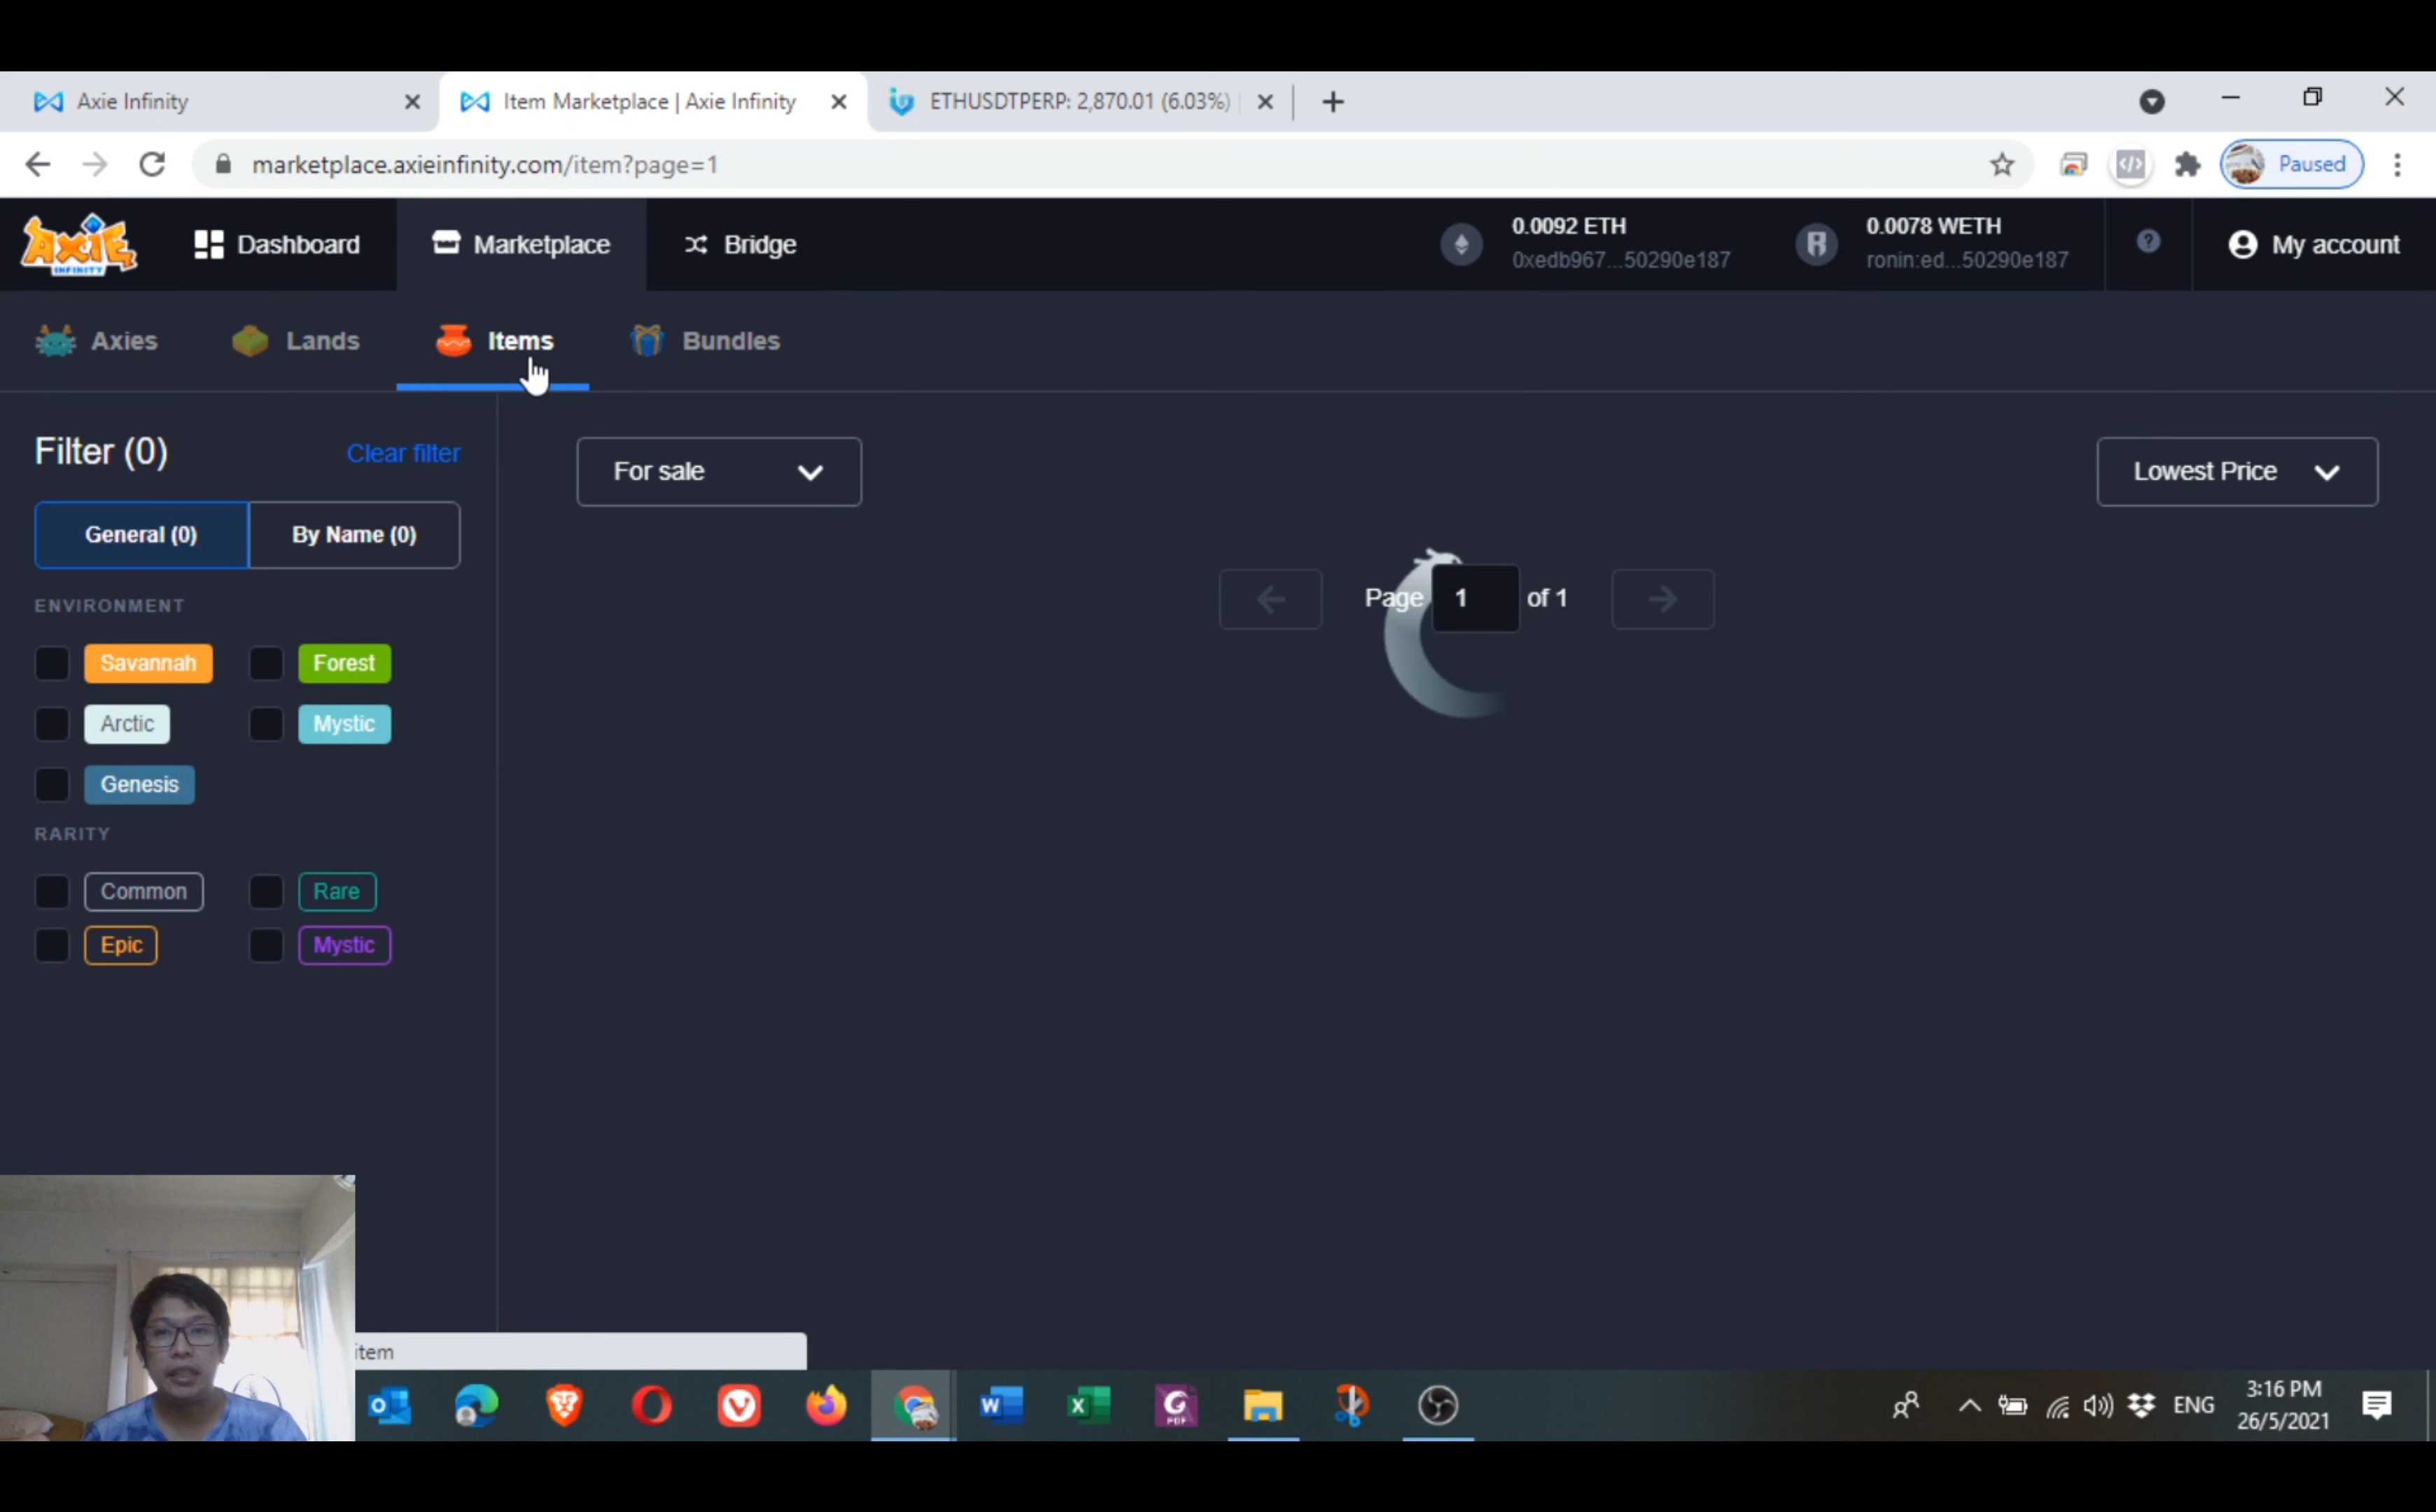 Axie Infinity
Item Marketplace | Axie Infinity
ETHUSDTPERP: 2,870.01 (6.03%)
marketplace.axieinfinity.com/item?page=1
Paused
AXIE INFINITY
Dashboard
Marketplace
Bridge
0.0092 ETH
0xedb967...50290e187
0.0078 WETH
ronin:ed...50290e187
My account
Axies
Lands
Items
Bundles
Filter (0)
Clear filter
For sale
Lowest Price
General (0)
By Name (0)
Page 1 of 1
ENVIRONMENT
Savannah
Forest
Arctic
Mystic
Genesis
RARITY
Common
Rare
Epic
Mystic
item
ENG
3:16 PM
26/5/2021